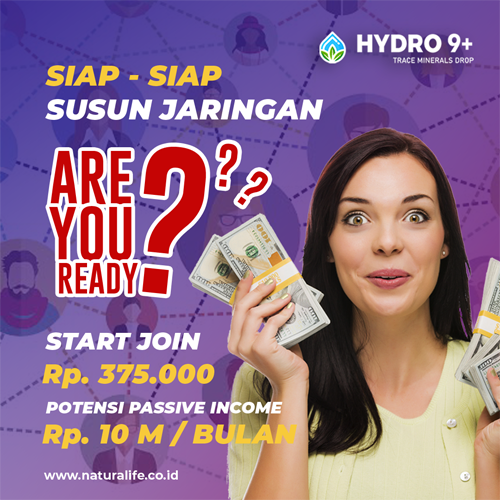 HYDRO 9+
TRACE MINERALS DROP
SIAP - SIAP
SUSUN JARINGAN
ARE
YOU
READY
???
START JOIN
Rp. 375.000
POTENSI PASSIVE INCOME
Rp. 10 M / BULAN
www.naturalife.co.id
100